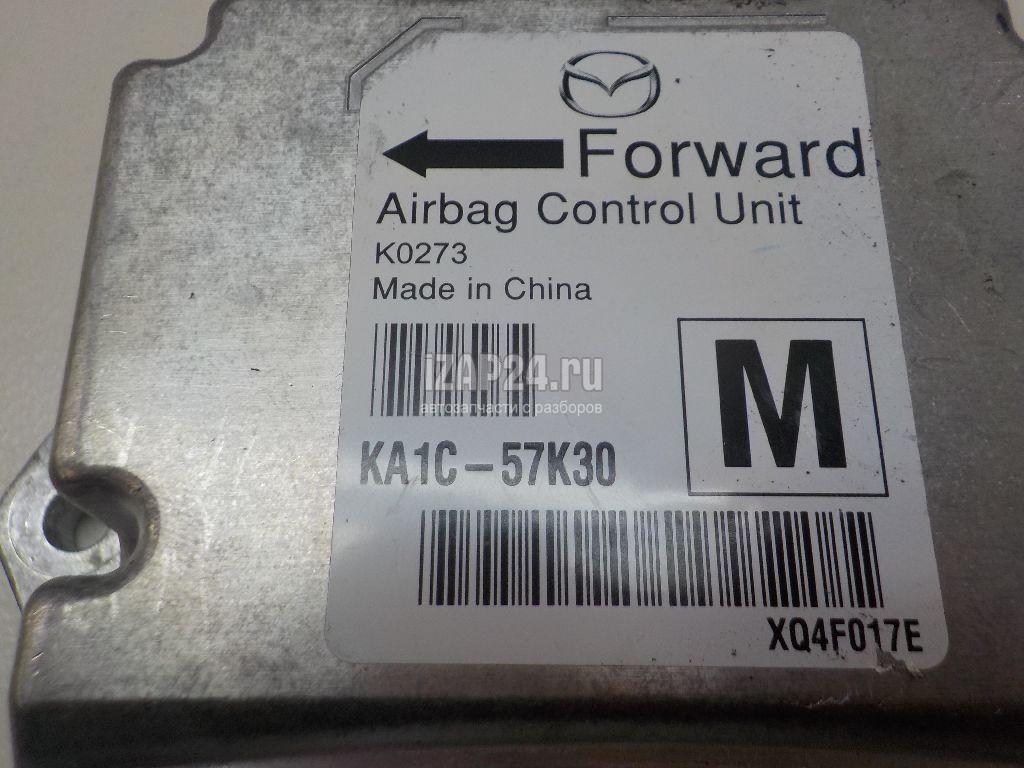 Forward
Airbag Control Unit
K0273
Made in China
iZAP24.ru
автозапчасти с разборов
M
KA1C-57K30
XQ4F017E